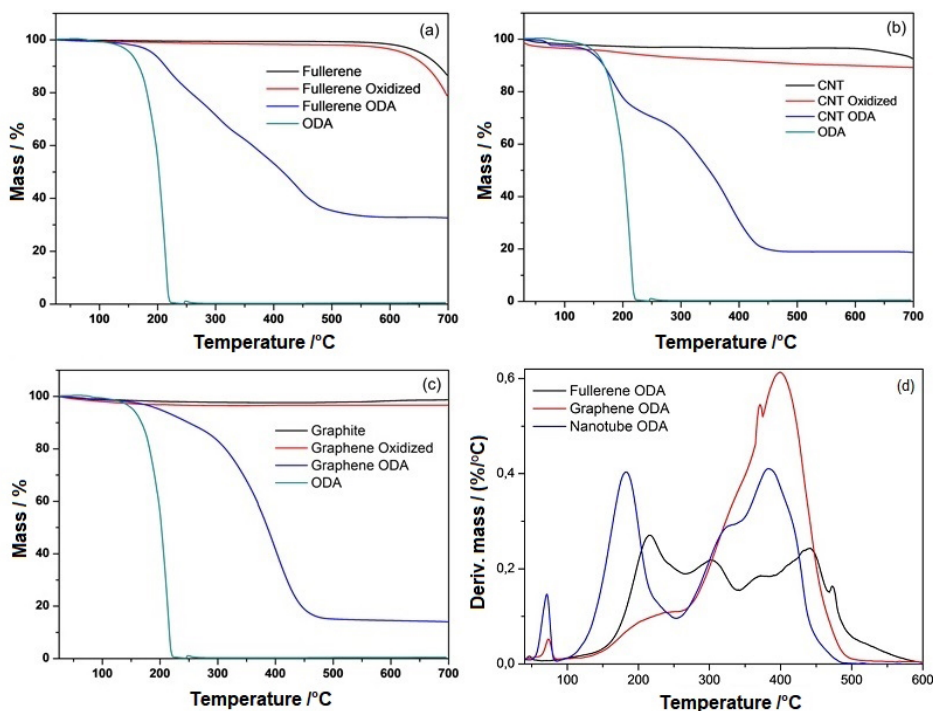 (a)
Mass / %
100
80
60
40
20
0
Fullerene
Fullerene Oxidized
Fullerene ODA
ODA
100 200 300 400 500 600 700
Temperature /°C
(b)
Mass / %
100
80
60
40
20
0
CNT
CNT Oxidized
CNT ODA
ODA
100 200 300 400 500 600 700
Temperature /°C
(c)
Mass / %
100
80
60
40
20
0
Graphite
Graphene Oxidized
Graphene ODA
ODA
100 200 300 400 500 600 700
Temperature /°C
(d)
Deriv. mass / (%/°C)
0,6
0,4
0,2
0,0
Fullerene ODA
Graphene ODA
Nanotube ODA
100 200 300 400 500 600
Temperature /°C